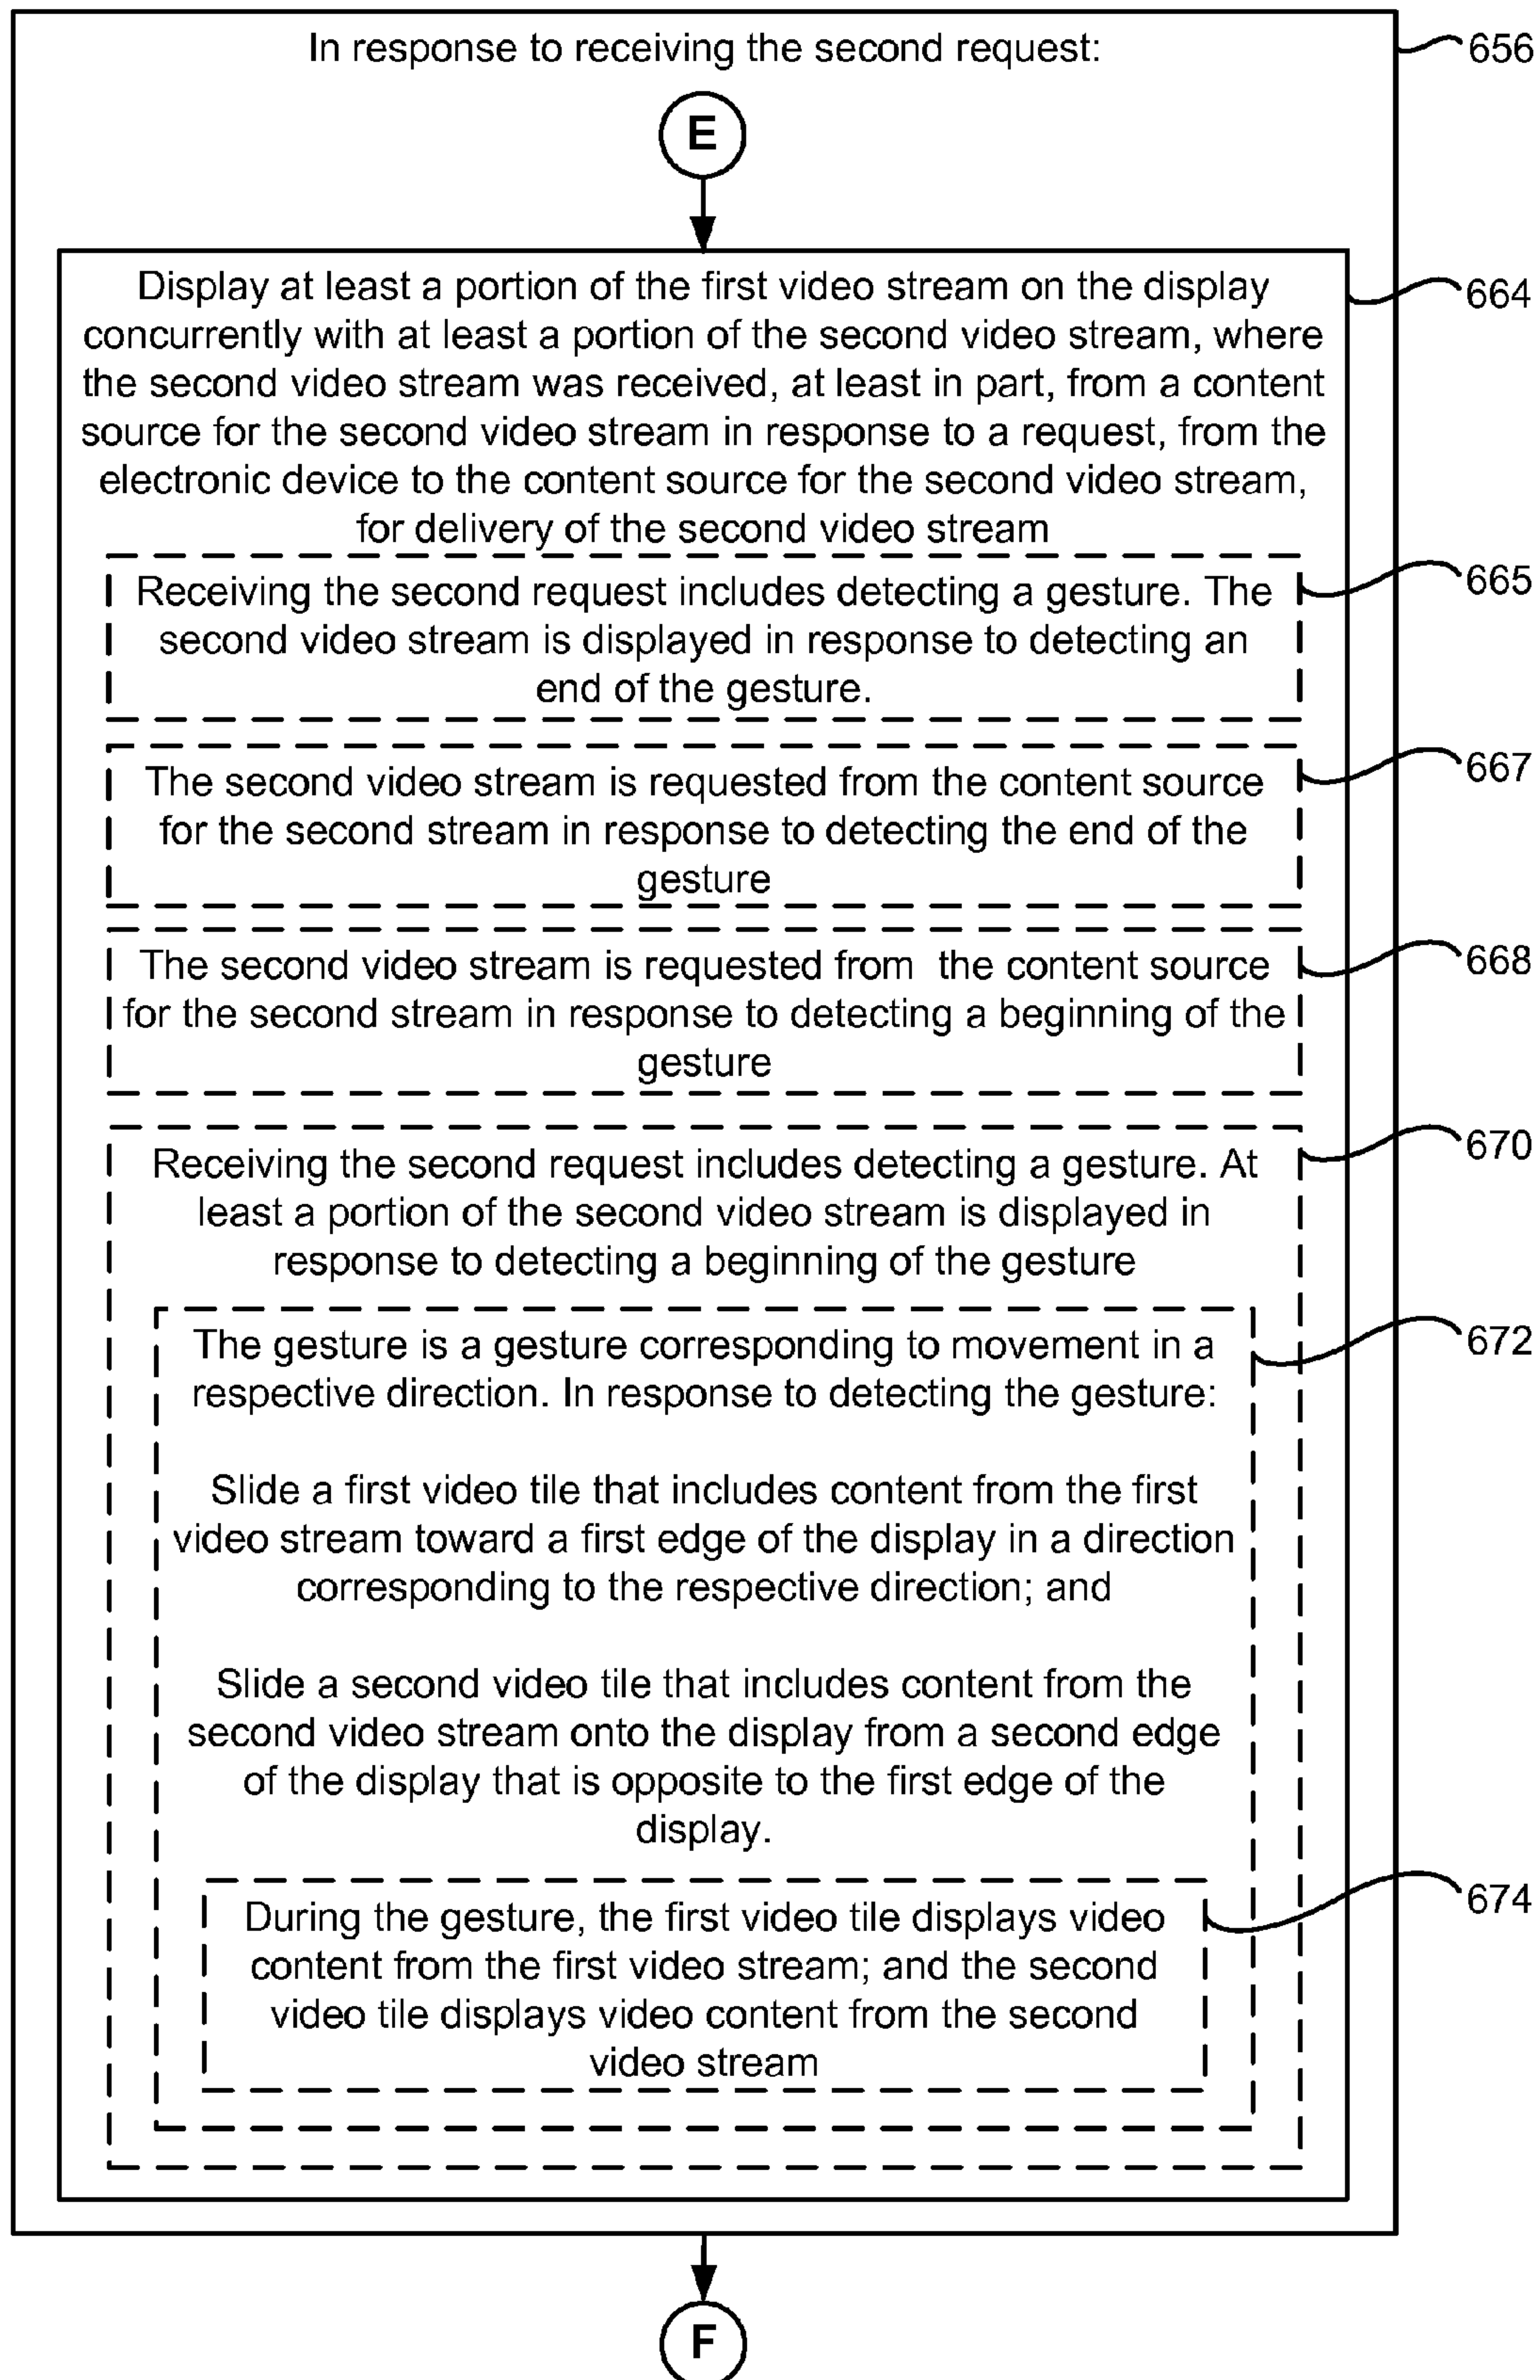 In response to receiving the second request:
656
E
Display at least a portion of the first video stream on the display
664
concurrently with at least a portion of the second video stream, where
the second video stream was received, at least in part, from a content
source for the second video stream in response to a request, from the
electronic device to the content source for the second video stream,
for delivery of the second video stream
665
Receiving the second request includes detecting a gesture. The
second video stream is displayed in response to detecting an
end of the gesture.
667
The second video stream is requested from the content source
for the second stream in response to detecting the end of the
gesture
668
The second video stream is requested from the content source
for the second stream in response to detecting a beginning of the
gesture
670
Receiving the second request includes detecting a gesture. At
least a portion of the second video stream is displayed in
response to detecting a beginning of the gesture
672
The gesture is a gesture corresponding to movement in a
respective direction. In response to detecting the gesture:
Slide a first video tile that includes content from the first
video stream toward a first edge of the display in a direction
corresponding to the respective direction; and
Slide a second video tile that includes content from the
second video stream onto the display from a second edge
of the display that is opposite to the first edge of the
display.
674
During the gesture, the first video tile displays video
content from the first video stream; and the second
video tile displays video content from the second
video stream
F